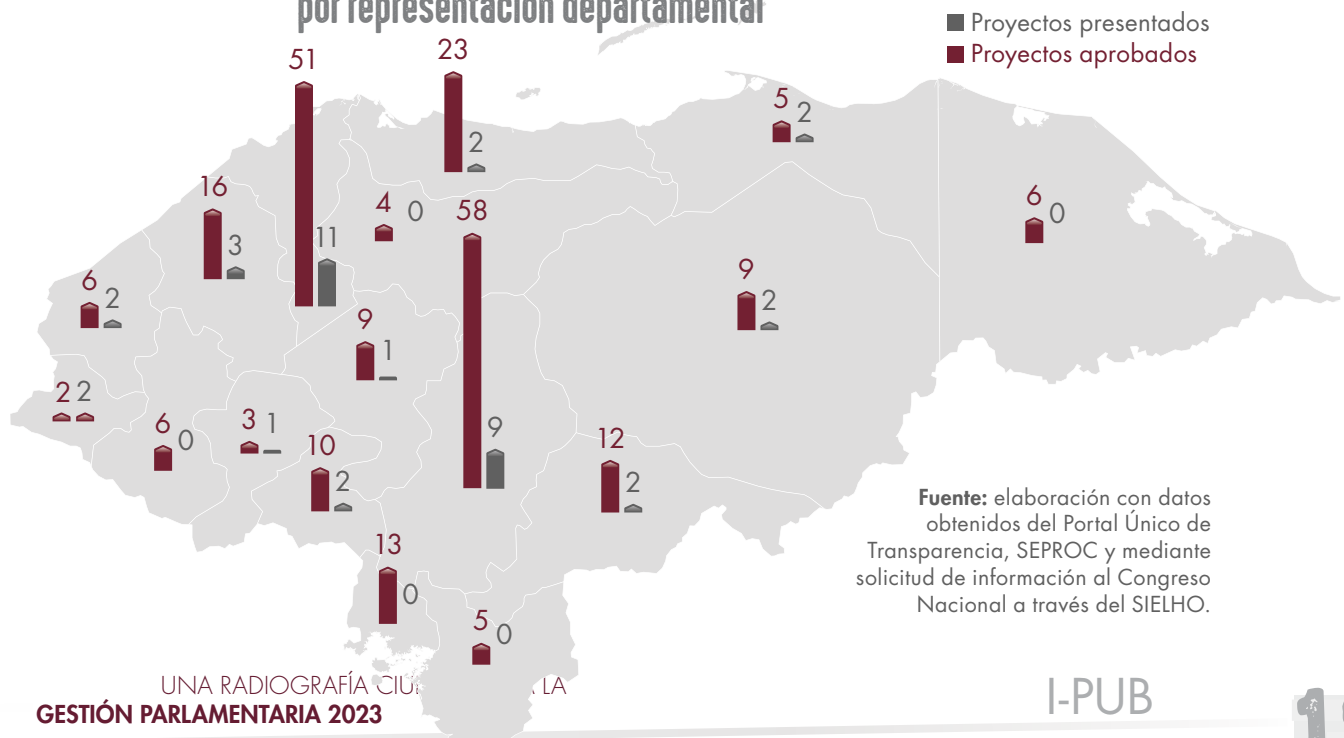 por representación departamental
Proyectos presentados
Proyectos aprobados
51
23
5 2
2
16
4 0
58
6 0
3
11
6 2
9
9 2
1
2 2
6 0
3 1
10
9
12
2
2
Fuente: elaboración con datos
obtenidos del Portal Único de
Transparencia, SEPROC y mediante
solicitud de información al Congreso
Nacional a través del SIELHO.
13
0
5 0
UNA RADIOGRAFÍA LA
GESTIÓN PARLAMENTARIA 2023
I-PUB